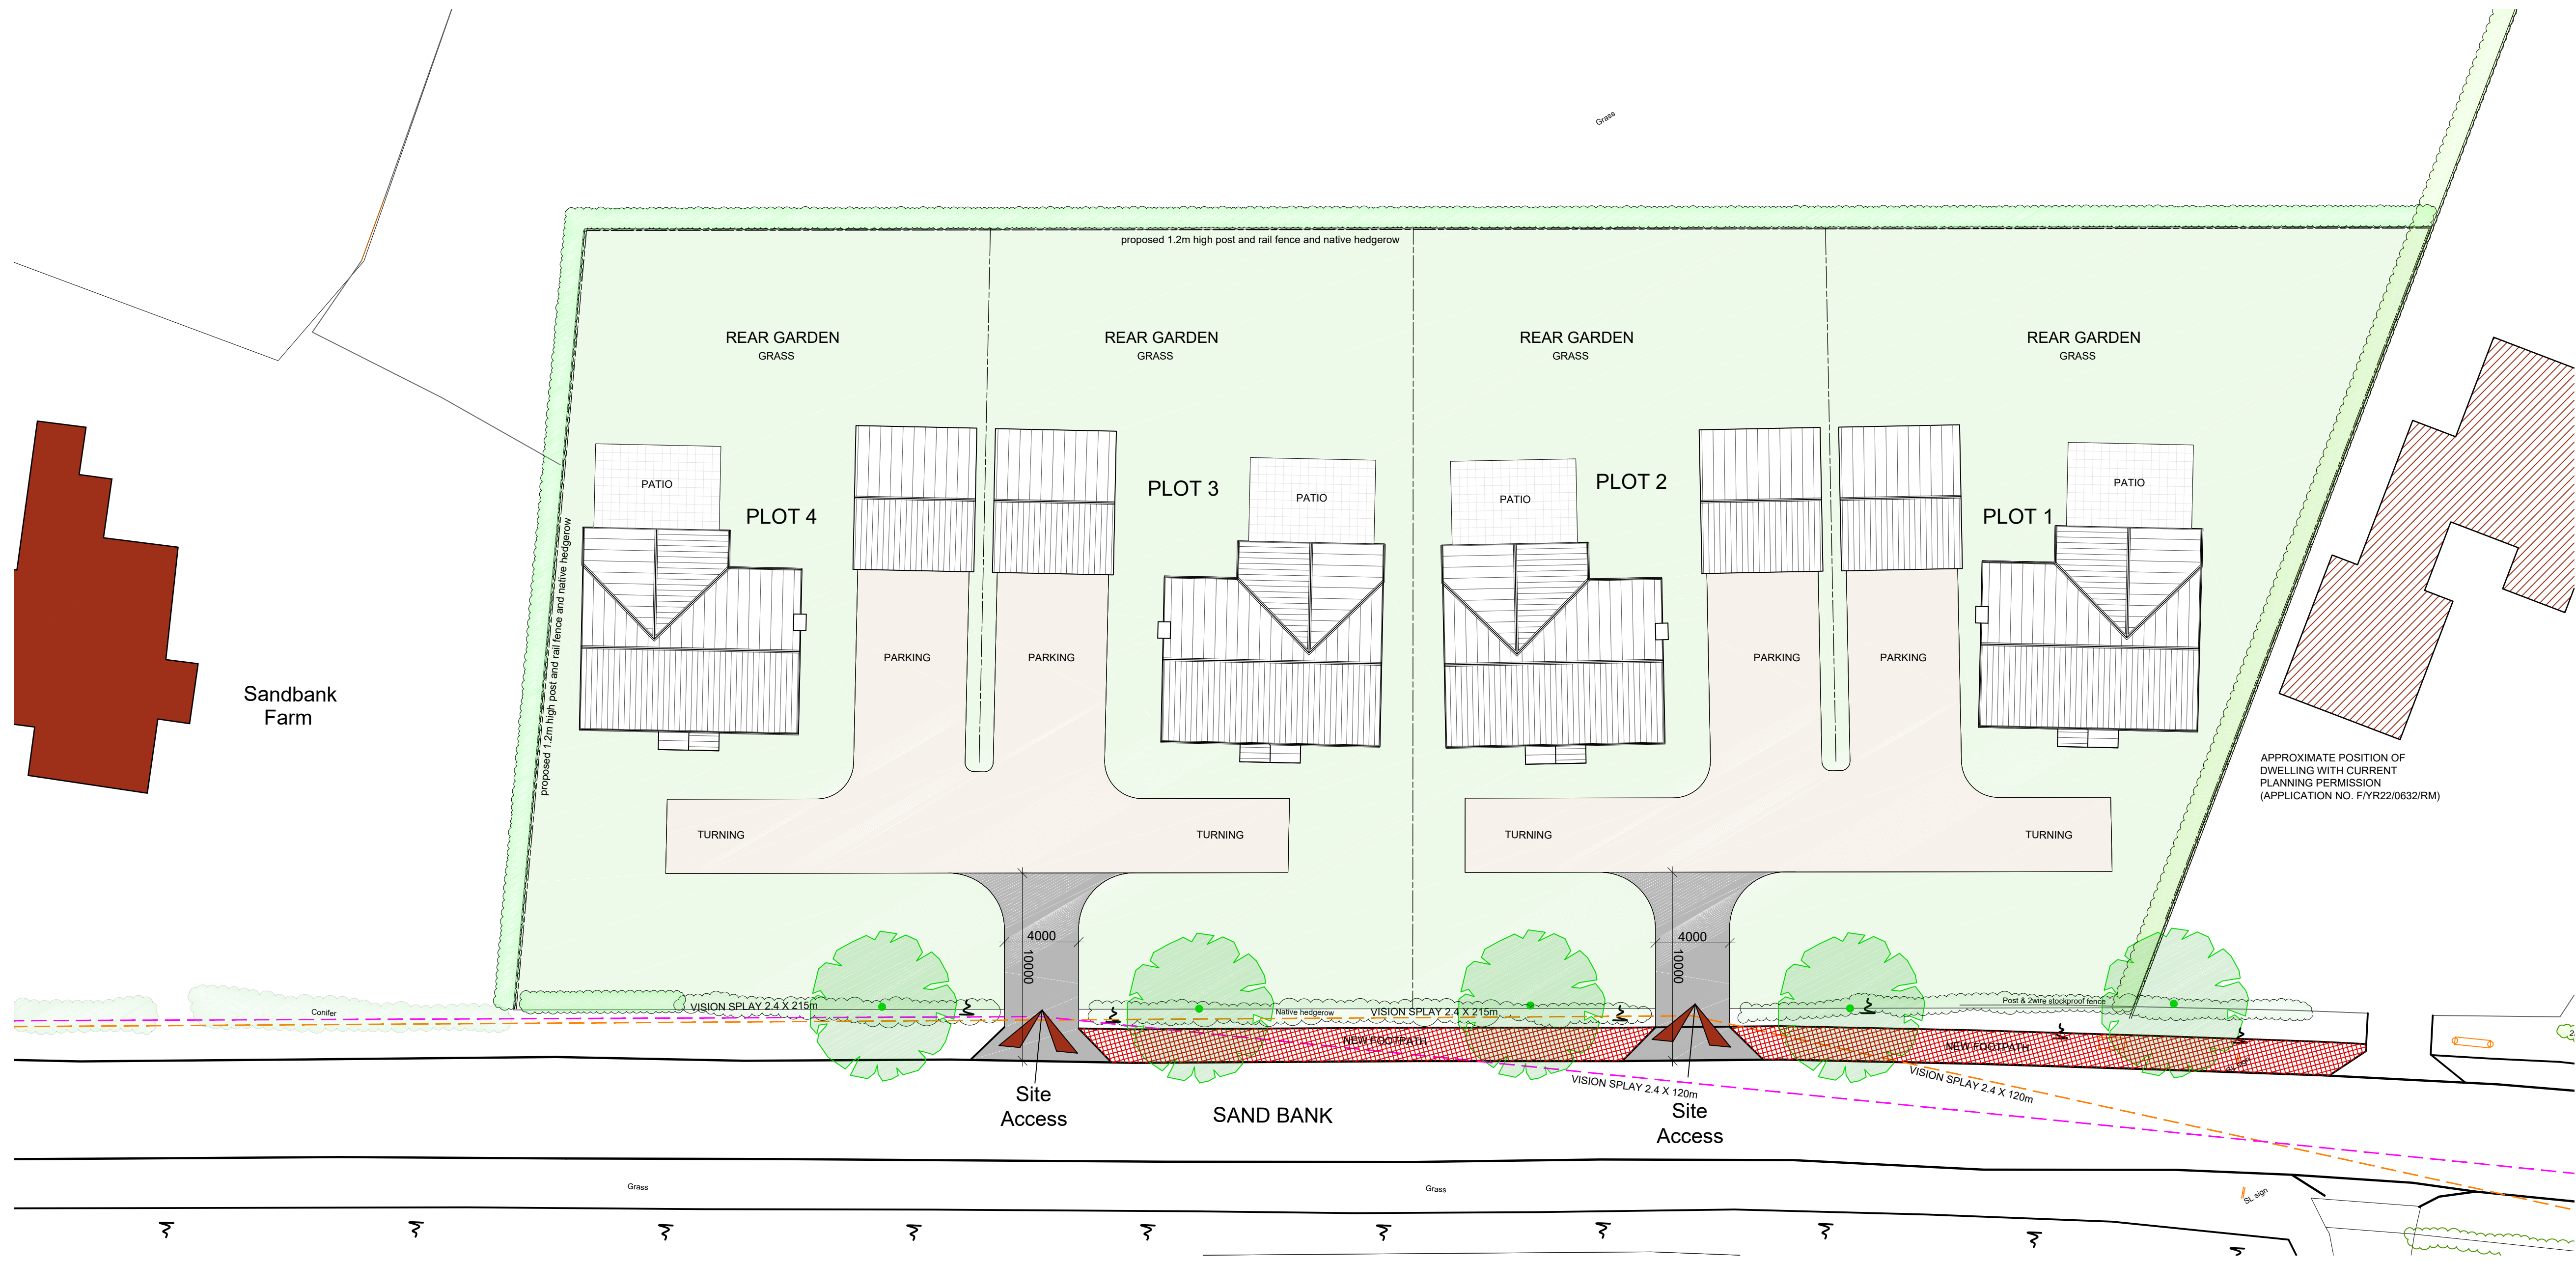 Grass
proposed 1.2m high post and rail fence and native hedgerow
REAR GARDEN
GRASS
REAR GARDEN
GRASS
REAR GARDEN
GRASS
REAR GARDEN
GRASS
PATIO
PLOT 4
PLOT 3
PATIO
PATIO
PLOT 2
PLOT 1
PATIO
proposed 1.2m high post and rail fence and native hedgerow
PARKING
PARKING
PARKING
PARKING
Sandbank
Farm
APPROXIMATE POSITION OF
DWELLING WITH CURRENT
PLANNING PERMISSION
(APPLICATION NO. F/YR22/0632/RM)
TURNING
TURNING
TURNING
TURNING
4000
10000
4000
10000
Conifer
VISION SPLAY 2.4 X 215m
Native hedgerow
VISION SPLAY 2.4 X 215m
Post & 2wire stockproof fence
NEW FOOTPATH
NEW FOOTPATH
VISION SPLAY 2.4 X 120m
VISION SPLAY 2.4 X 120m
Site
Access
SAND BANK
Site
Access
Grass
Grass
SL sign